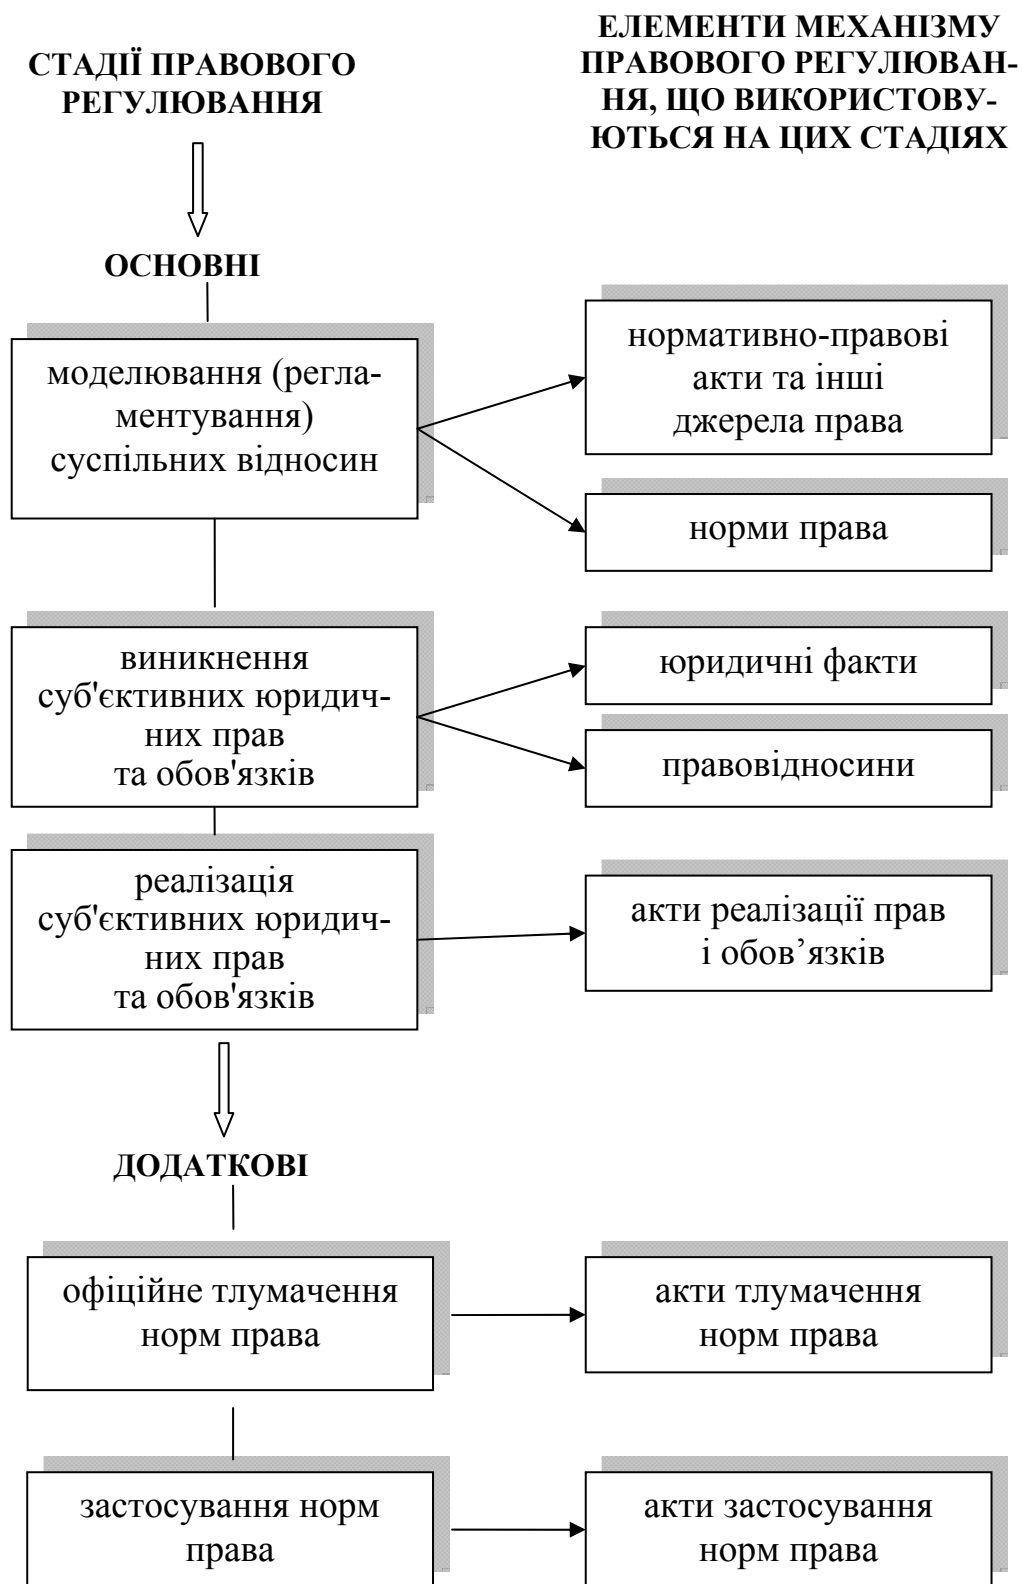 СТАДІЇ ПРАВОВОГО
РЕГУЛЮВАННЯ
ЕЛЕМЕНТИ МЕХАНІЗМУ
ПРАВОВОГО РЕГУЛЮВАН-
НЯ, ЩО ВИКОРИСТОВУ-
ЮТЬСЯ НА ЦИХ СТАДІЯХ
ОСНОВНІ
моделювання (регла-
ментування)
суспільних відносин
нормативно-правові
акти та інші
джерела права
норми права
виникнення
суб'єктивних юридич-
них прав
та обов'язків
юридичні факти
правовідносини
реалізація
суб'єктивних юридич-
них прав
та обов'язків
акти реалізації прав
і обов’язків
ДОДАТКОВІ
офіційне тлумачення
норм права
акти тлумачення
норм права
застосування норм
права
акти застосування
норм права